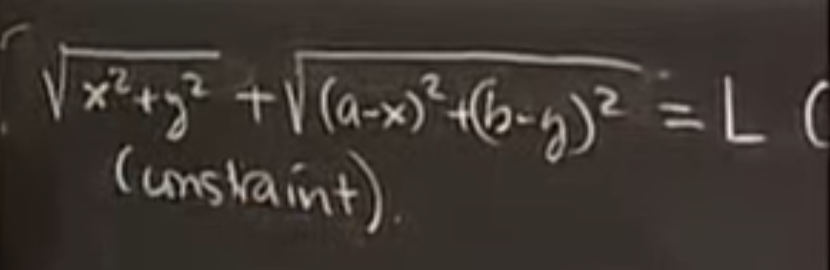 √(x²+y²) + √((a-x)²+(b-y)²) = L (
(constraint).